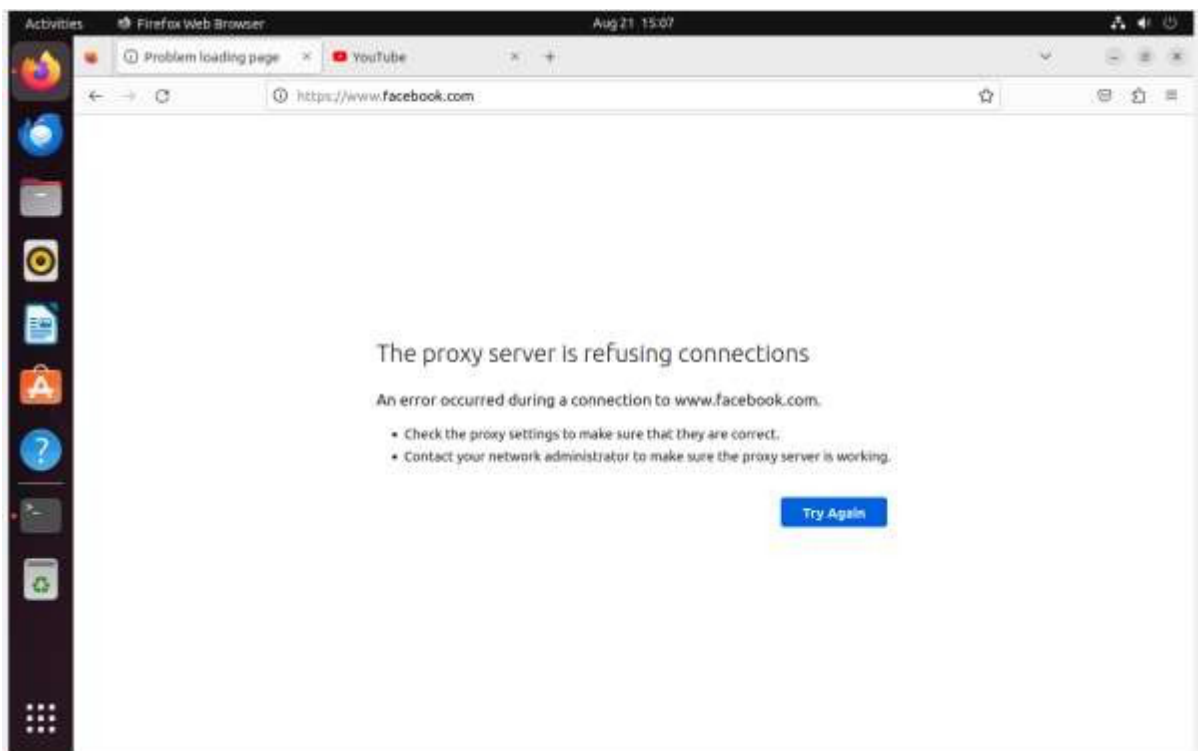 Activities Firefox Web Browser Aug 21 15:07
Problem loading page YouTube
https://www.facebook.com
The proxy server is refusing connections
An error occurred during a connection to www.facebook.com.
• Check the proxy settings to make sure that they are correct.
• Contact your network administrator to make sure the proxy server is working.
Try Again